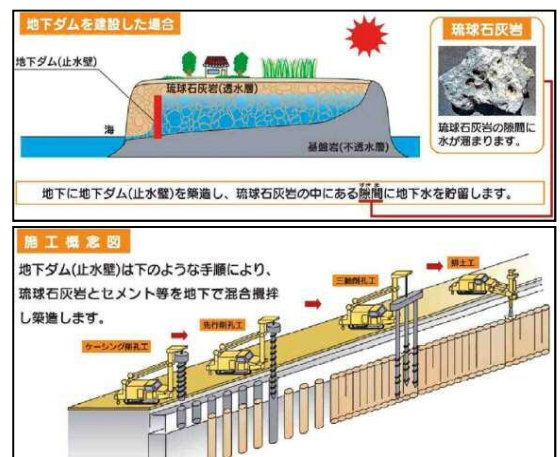 地下ダムを建設した場合
地下ダム(止水壁)
琉球石灰岩(透水層)
海
基盤岩(不透水層)
琉球石灰岩
琉球石灰岩の隙間に
水が溜まります。
地下に地下ダム(止水壁)を築造し、琉球石灰岩の中にある隙間に地下水を貯留します。
施工概念図
地下ダム(止水壁)は下のような手順により、
琉球石灰岩とセメント等を地下で混合攪拌
し築造します。
ケーシング削孔工
先行削孔工
三軸削孔工
排土工